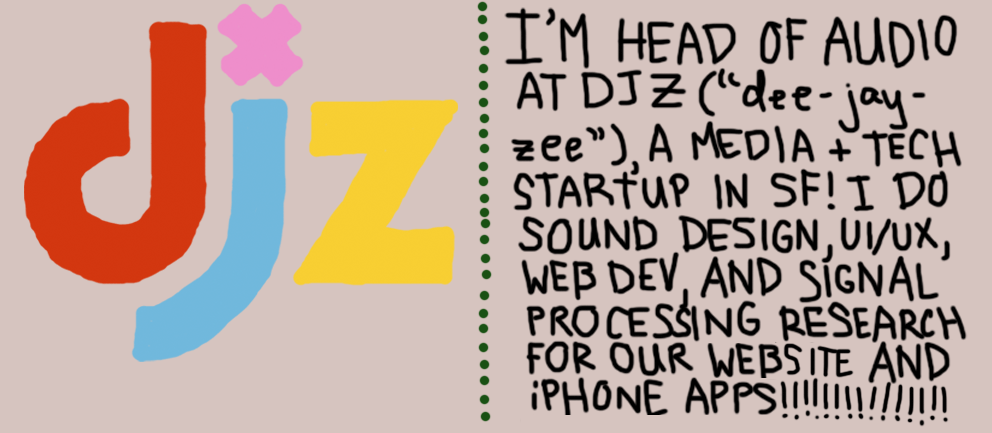 djz
I'M HEAD OF AUDIO
AT DJZ ("dee-jay-
zee"), A MEDIA + TECH
STARTUP IN SF! I DO
SOUND DESIGN, UI/UX,
WEB DEV, AND SIGNAL
PROCESSING RESEARCH
FOR OUR WEBSITE AND
iPHONE APPS!!!!!!!!!!!!!!!